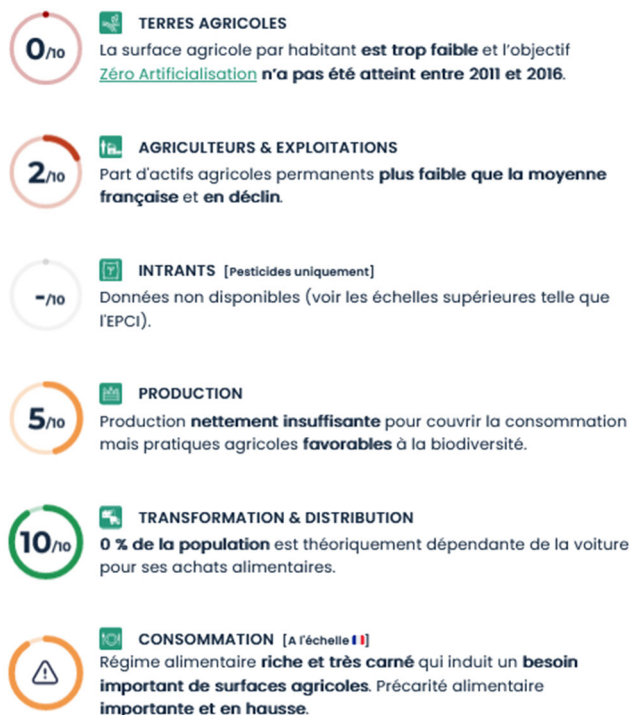 TERRES AGRICOLES
0/10
La surface agricole par habitant est trop faible et l'objectif
Zéro Artificialisation n'a pas été atteint entre 2011 et 2016.
AGRICULTEURS & EXPLOITATIONS
2/10
Part d'actifs agricoles permanents plus faible que la moyenne
française et en déclin.
INTRANTS [Pesticides uniquement]
-/10
Données non disponibles (voir les échelles supérieures telle que
l'EPCI).
PRODUCTION
5/10
Production nettement insuffisante pour couvrir la consommation
mais pratiques agricoles favorables à la biodiversité.
TRANSFORMATION & DISTRIBUTION
10/10
0 % de la population est théoriquement dépendante de la voiture
pour ses achats alimentaires.
CONSOMMATION [A l'échelle 🇫🇷]
Régime alimentaire riche et très carné qui induit un besoin
important de surfaces agricoles. Précarité alimentaire
importante et en hausse.